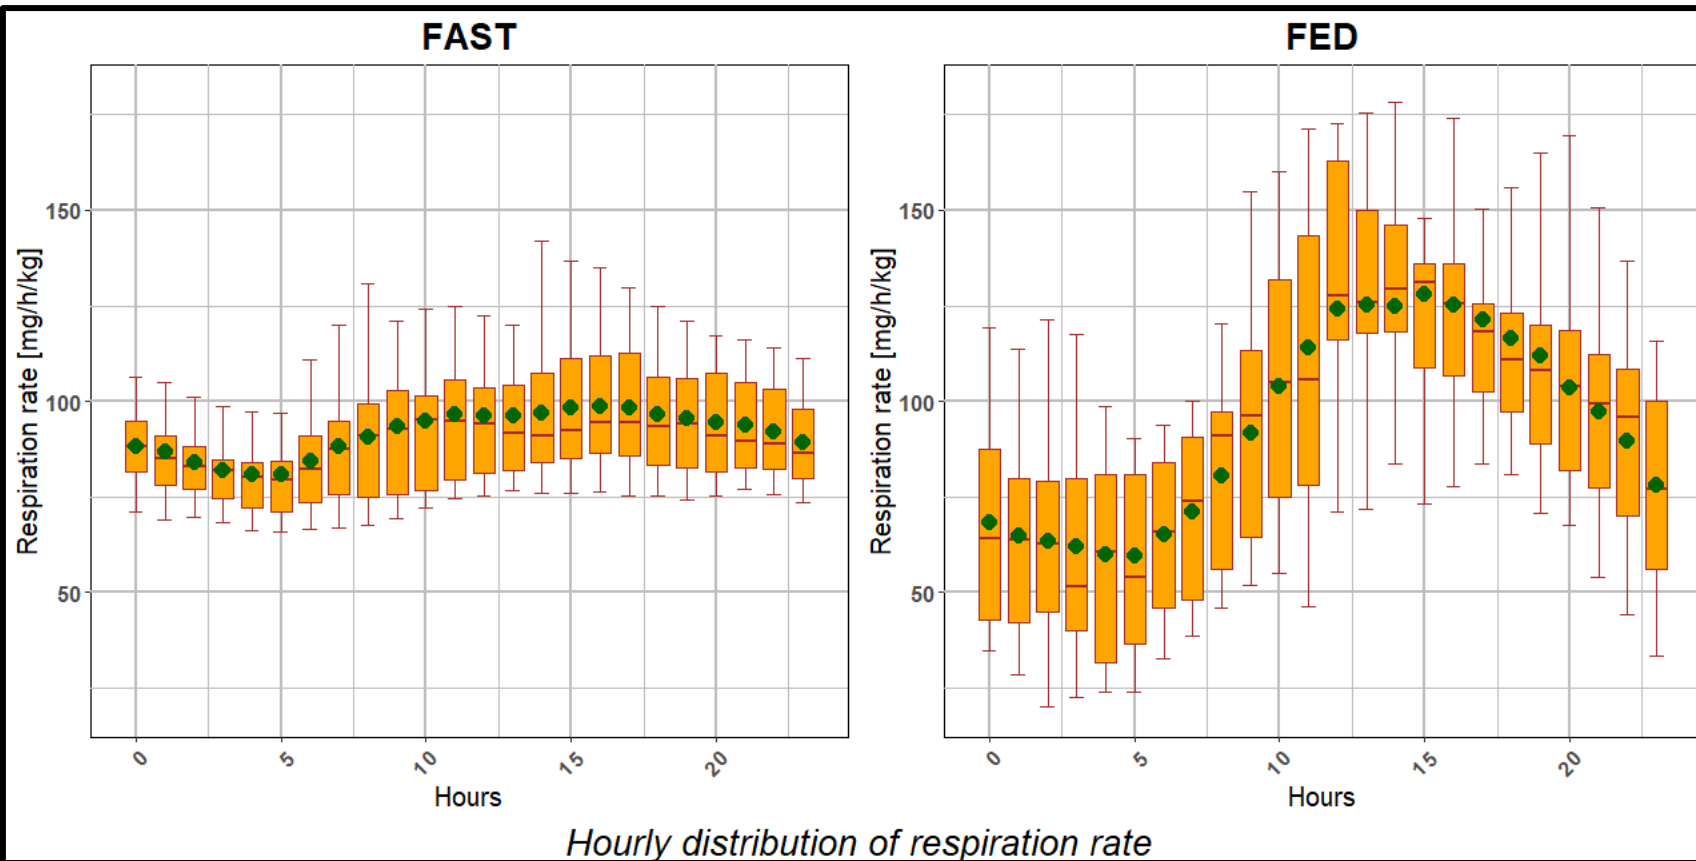 FAST
FED
Respiration rate [mg/h/kg]
150
100
50
0
5
10
15
20
Hours
Respiration rate [mg/h/kg]
150
100
50
0
5
10
15
20
Hours
Hourly distribution of respiration rate